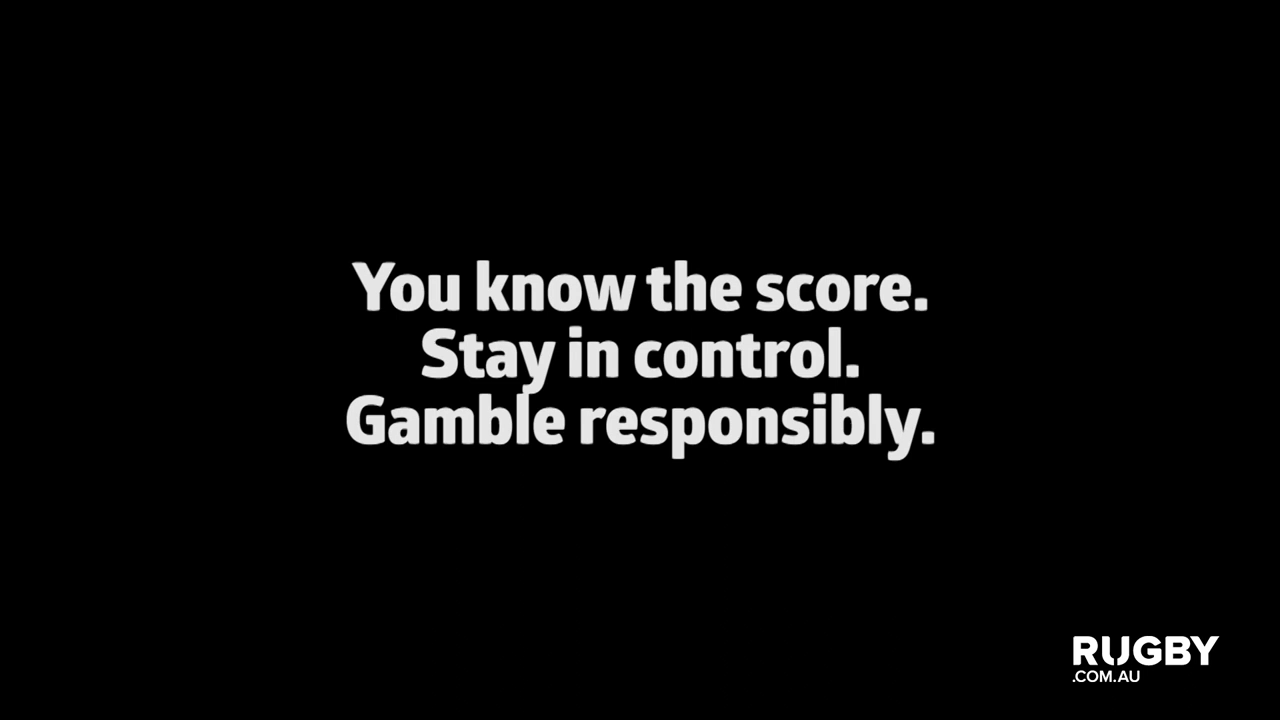 You know the score.
Stay in control.
Gamble responsibly.
RUGBY
.COM.AU